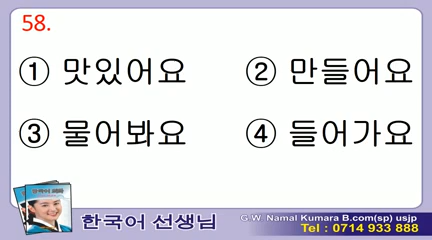 58.
① 맛있어요 ② 만들어요
③ 물어봐요 ④ 들어가요
한국어 선생님
G.W. Namal Kumara B.com(sp) usjp
Tel : 0714 933 888